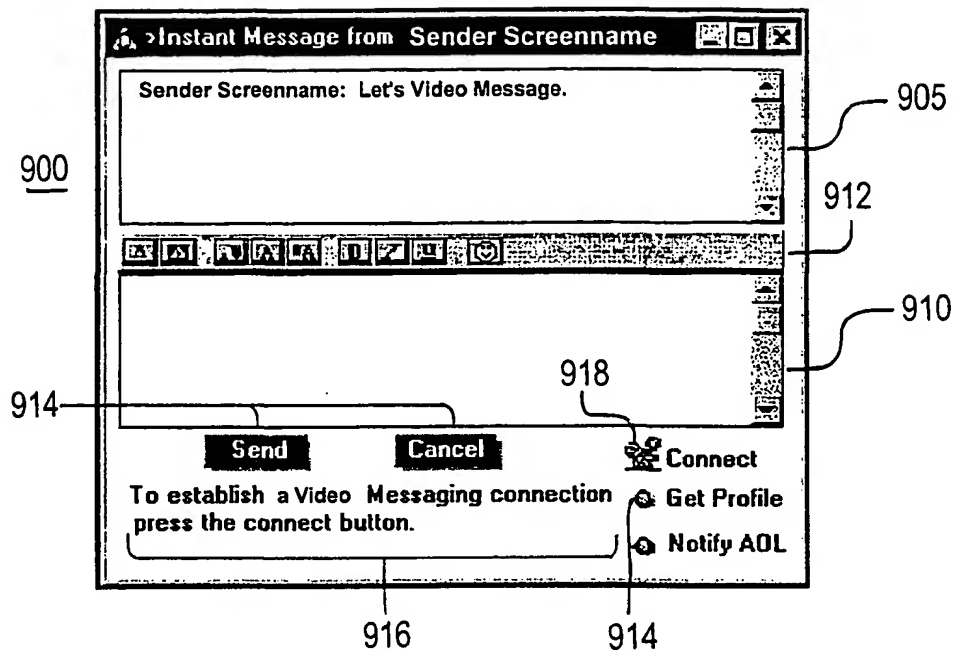 >Instant Message from Sender Screenname
Sender Screenname: Let's Video Message.
905
900
912
910
918
914
Send Cancel Connect
To establish a Video Messaging connection Get Profile
press the connect button.
Notify AOL
916 914